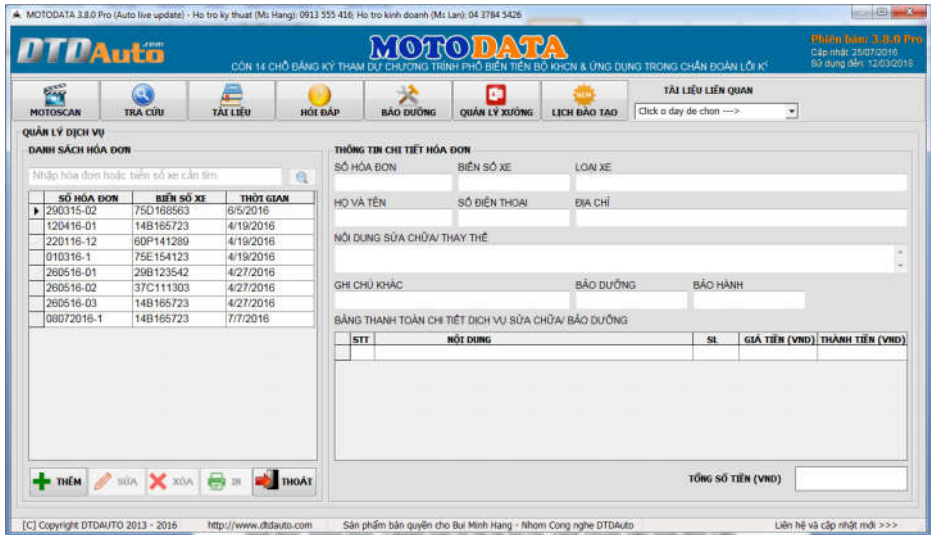 MOTODATA 3.8.0 Pro (Auto live update) - Ho tro ky thuat (Ms Hang): 0913 555 416; Ho tro kinh doanh (Ms Lan): 04 3784 5426
DTDAuto.com
MOTODATA
Phiên bản: 3.8.0 Pro
CÒN 14 CHỖ ĐĂNG KÝ THAM DỰ CHƯƠNG TRÌNH PHỔ BIẾN TIẾN BỘ KHCN & ỨNG DỤNG TRONG CHẨN ĐOÁN LỖI K
Cập nhật: 25/07/2016
Sử dụng đến: 12/03/2018
MOTOSCAN
TRA CỨU
TÀI LIỆU
HỎI ĐÁP
BẢO DƯỠNG
QUẢN LÝ XƯỞNG
LỊCH ĐÀO TẠO
TÀI LIỆU LIÊN QUAN
Click o day de chon --->
QUẢN LÝ DỊCH VỤ
DANH SÁCH HÓA ĐƠN
Nhập hóa đơn hoặc biển số xe cần tìm
SỐ HÓA ĐƠN BIỂN SỐ XE THỜI GIAN
290315-02 75D168563 6/5/2016
120416-01 14B165723 4/19/2016
220116-12 60P141289 4/19/2016
010316-1 75E154123 4/19/2016
260516-01 29B123542 4/27/2016
260516-02 37C111303 4/27/2016
260516-03 14B165723 4/27/2016
08072016-1 14B165723 7/7/2016
THÊM SỬA XÓA IN THOÁT
THÔNG TIN CHI TIẾT HÓA ĐƠN
SỐ HÓA ĐƠN BIỂN SỐ XE LOẠI XE
HỌ VÀ TÊN SỐ ĐIỆN THOẠI ĐỊA CHỈ
NỘI DUNG SỬA CHỮA/ THAY THẾ
GHI CHÚ KHÁC BẢO DƯỠNG BẢO HÀNH
BẢNG THANH TOÁN CHI TIẾT DỊCH VỤ SỬA CHỮA/ BẢO DƯỠNG
STT NỘI DUNG SL GIÁ TIỀN (VND) THÀNH TIỀN (VND)
TỔNG SỐ TIỀN (VND)
[C] Copyright DTDAUTO 2013 - 2016 http://www.dtdauto.com Sản phẩm bản quyền cho Bui Minh Hang - Nhom Cong nghe DTDAuto Liên hệ và cập nhật mới >>>